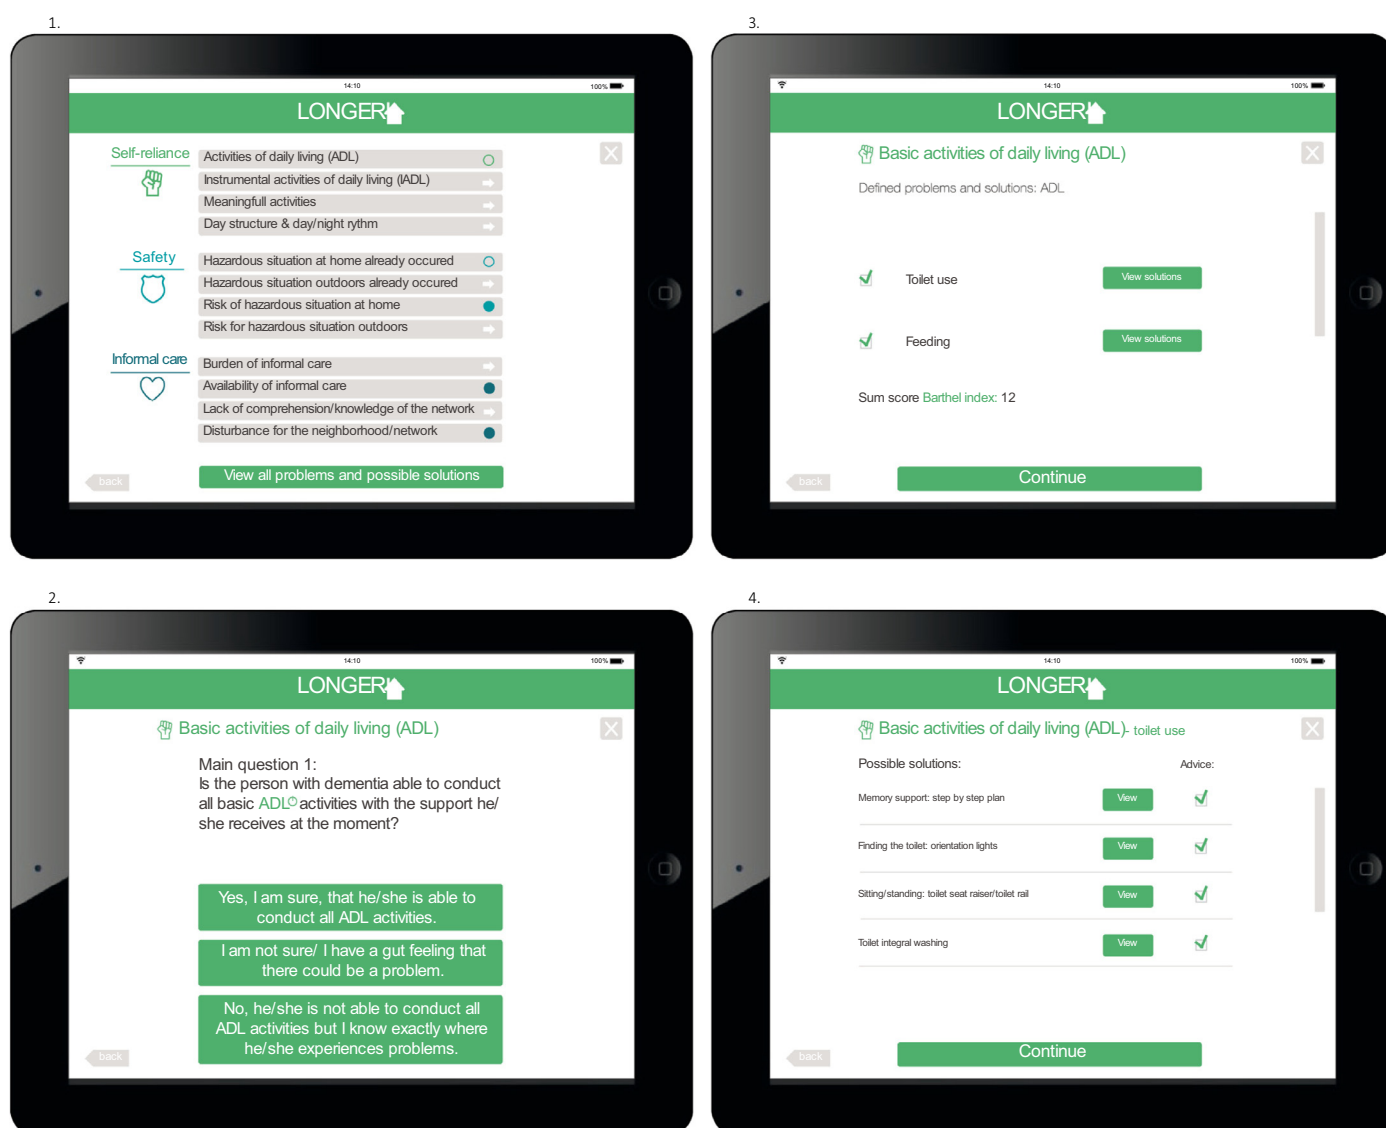 1.
14:10
100%
LONGER
Self-reliance
Activities of daily living (ADL)
Instrumental activities of daily living (IADL)
Meaningfull activities
Day structure & day/night rythm
Safety
Hazardous situation at home already occured
Hazardous situation outdoors already occured
Risk of hazardous situation at home
Risk for hazardous situation outdoors
Informal care
Burden of informal care
Availability of informal care
Lack of comprehension/knowledge of the network
Disturbance for the neighborhood/network
back
View all problems and possible solutions
2.
14:10
100%
LONGER
Basic activities of daily living (ADL)
Main question 1:
Is the person with dementia able to conduct
all basic ADL activities with the support he/
she receives at the moment?
Yes, I am sure, that he/she is able to
conduct all ADL activities.
I am not sure/ I have a gut feeling that
there could be a problem.
No, he/she is not able to conduct all
ADL activities but I know exactly where
he/she experiences problems.
back
3.
14:10
100%
LONGER
Basic activities of daily living (ADL)
Defined problems and solutions: ADL
Toilet use
View solutions
Feeding
View solutions
Sum score Barthel index: 12
back
Continue
4.
14:10
100%
LONGER
Basic activities of daily living (ADL)- toilet use
Possible solutions:
Advice:
Memory support: step by step plan
View
Finding the toilet: orientation lights
View
Sitting/standing: toilet seat raiser/toilet rail
View
Toilet integral washing
View
back
Continue